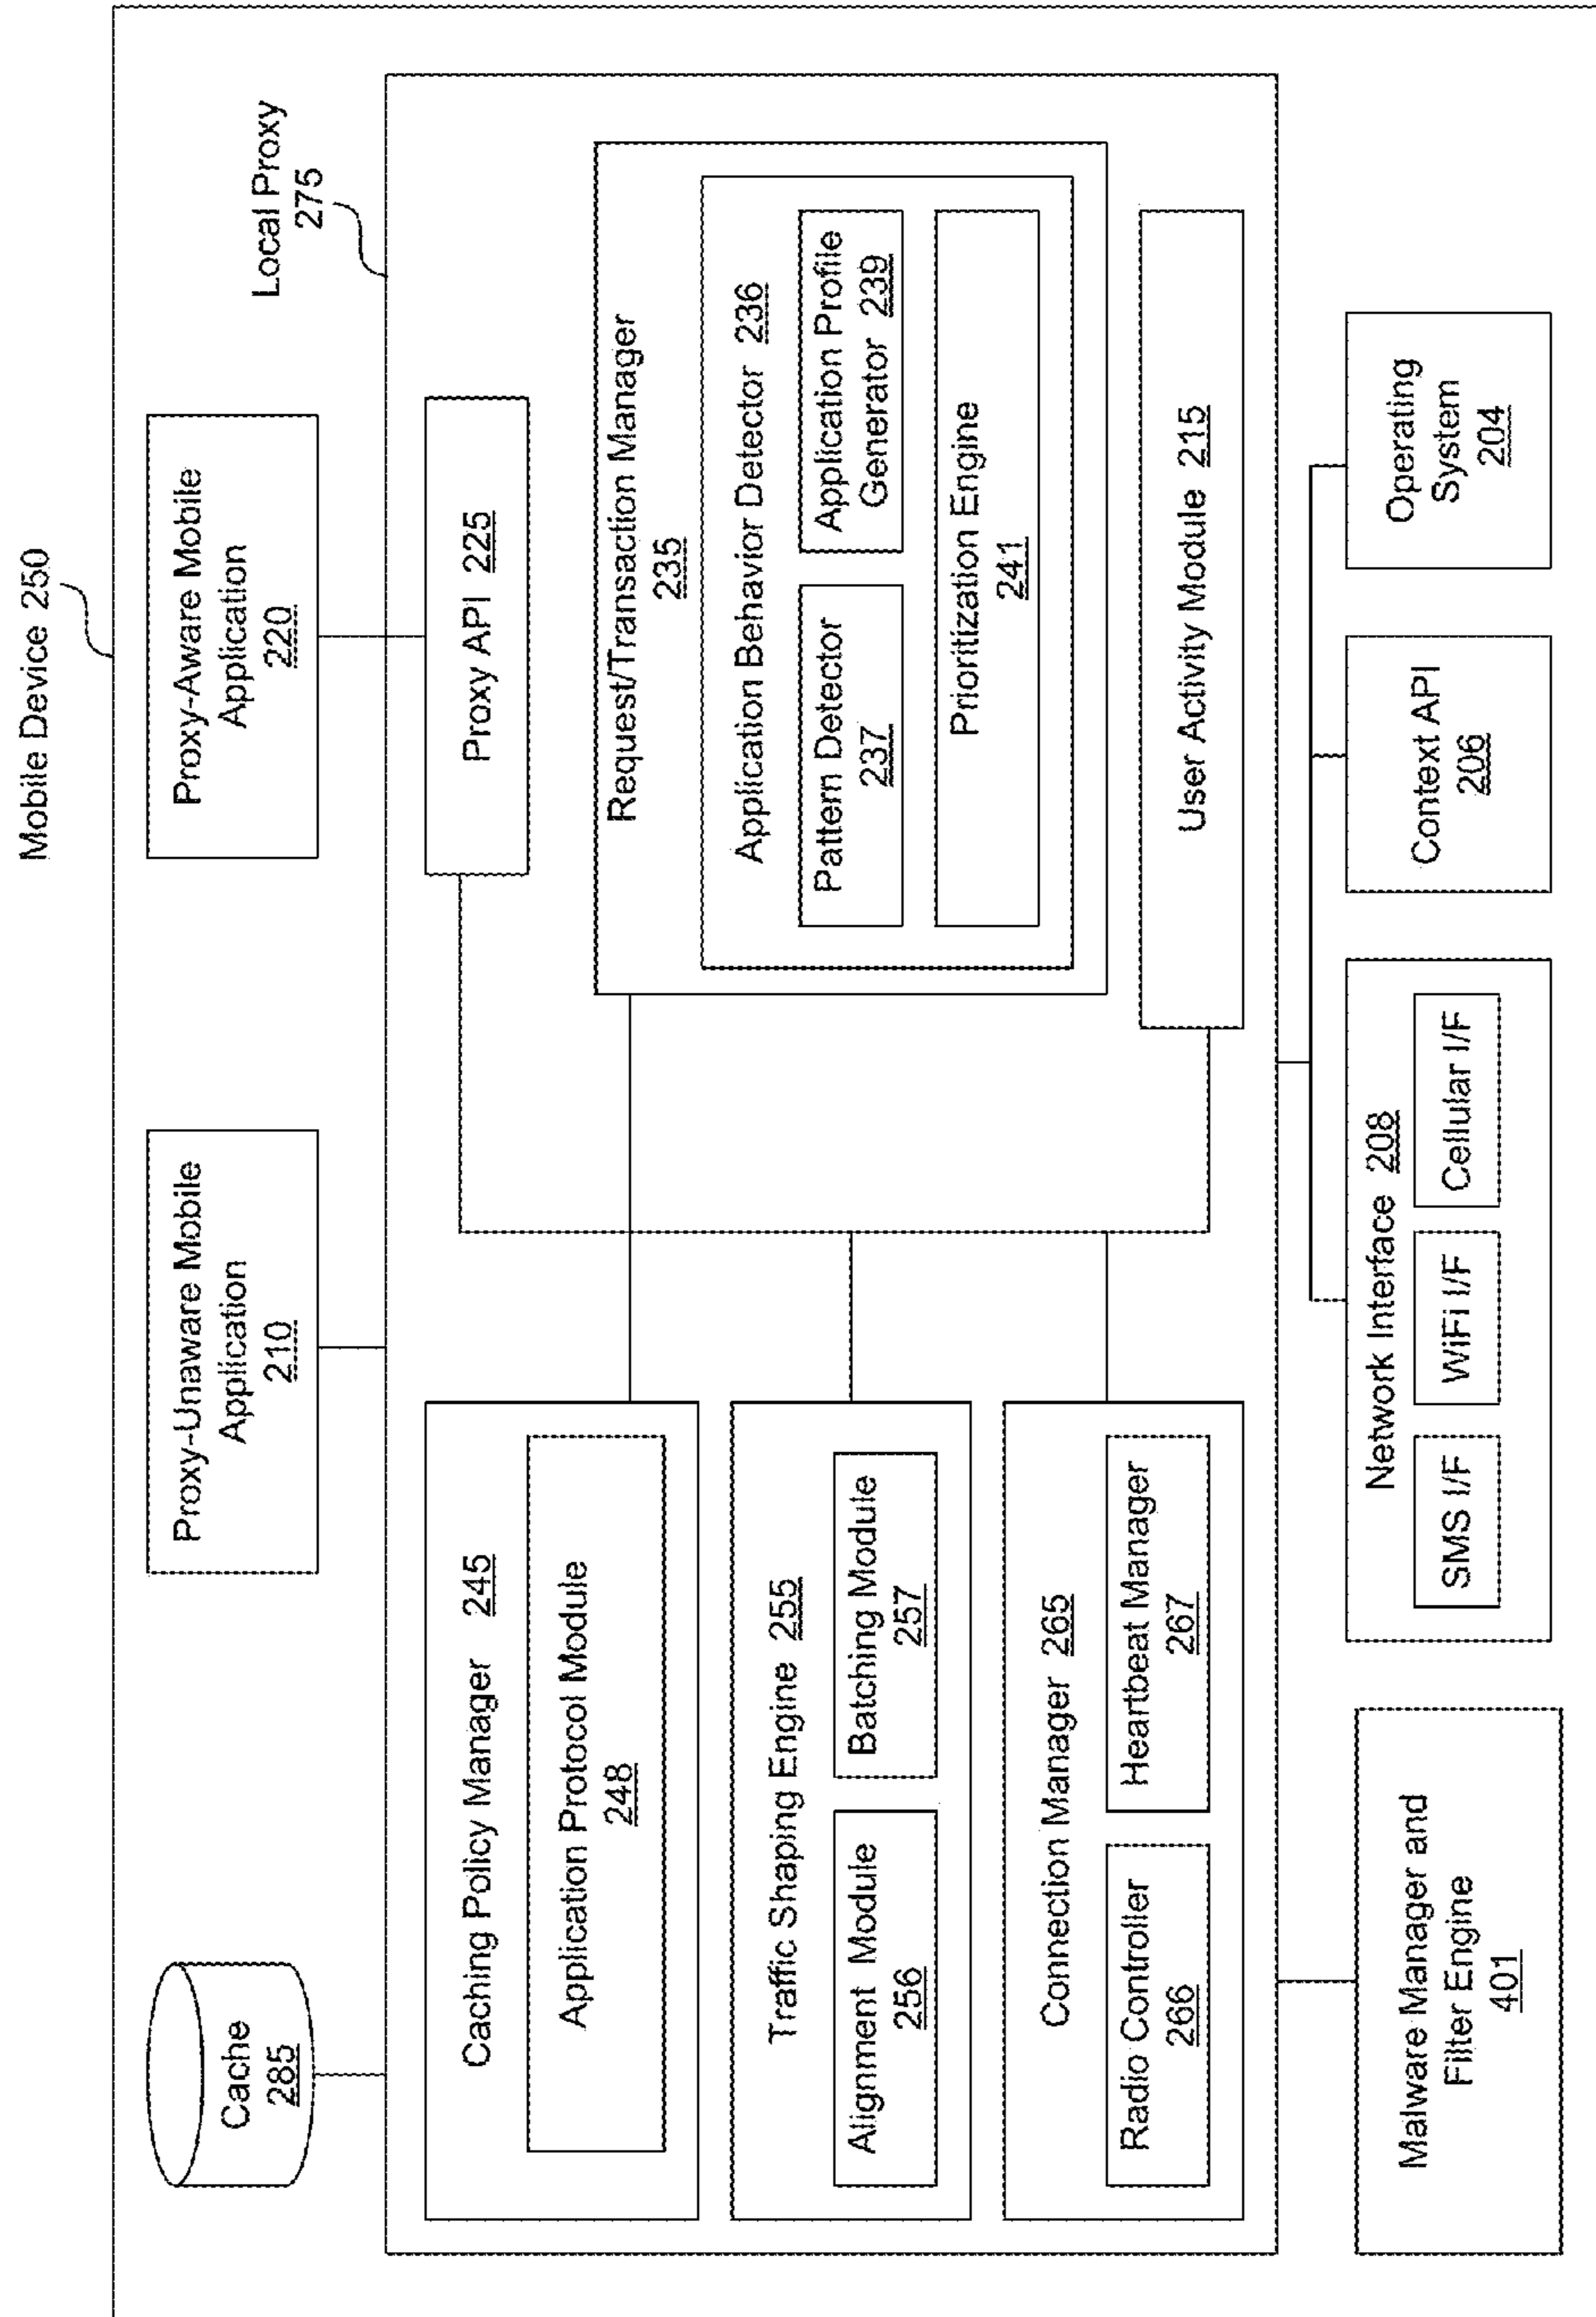 Mobile Device 250
Cache
285
Proxy-Unaware Mobile
Application
210
Proxy-Aware Mobile
Application
220
Local Proxy
275
Caching Policy Manager 245
Application Protocol Module
248
Traffic Shaping Engine 255
Alignment Module
256
Batching Module
257
Connection Manager 265
Radio Controller
266
Heartbeat Manager
267
Proxy API 225
Request/Transaction Manager
235
Application Behavior Detector 236
Pattern Detector
237
Application Profile
Generator 239
Prioritization Engine
241
User Activity Module 215
Malware Manager and
Filter Engine
401
Network Interface 208
SMS I/F
WiFi I/F
Cellular I/F
Context API
206
Operating
System
204